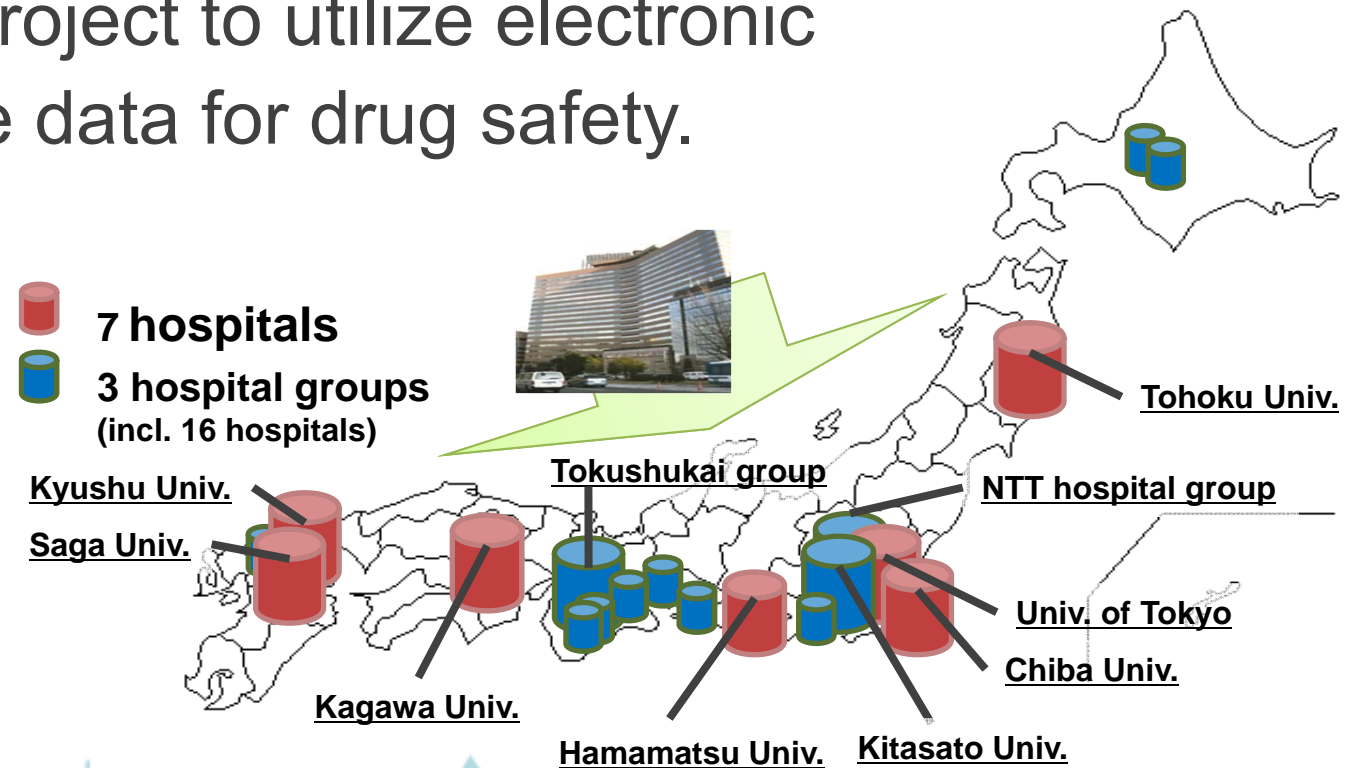 roject to utilize electronic
e data for drug safety.
7 hospitals
3 hospital groups
(incl. 16 hospitals)
Tohoku Univ.
Tokushukai group
NTT hospital group
Kyushu Univ.
Saga Univ.
Univ. of Tokyo
Chiba Univ.
Kagawa Univ.
Hamamatsu Univ.
Kitasato Univ.